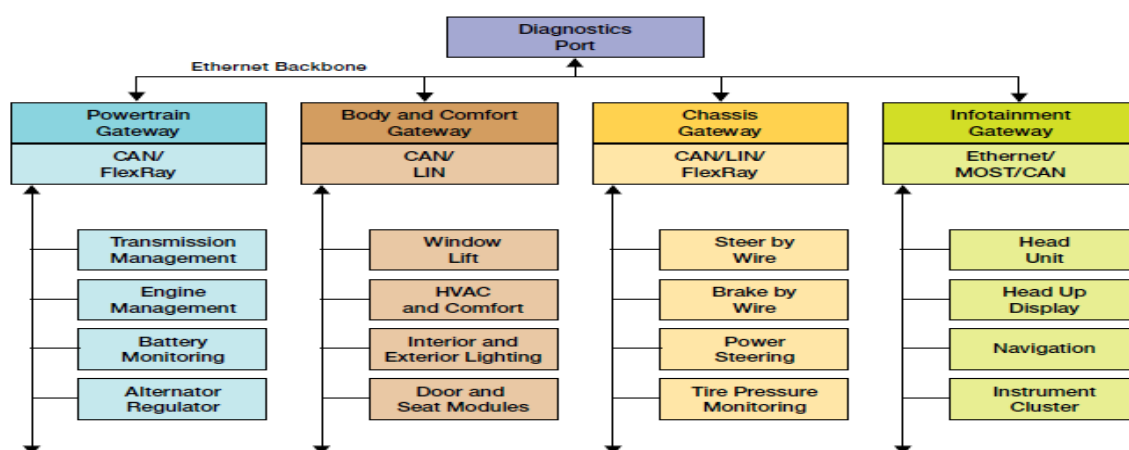 Diagnostics
Port
Ethernet Backbone
Powertrain
Gateway
CAN/
FlexRay
Transmission
Management
Engine
Management
Battery
Monitoring
Alternator
Regulator
Body and Comfort
Gateway
CAN/
LIN
Window
Lift
HVAC
and Comfort
Interior and
Exterior Lighting
Door and
Seat Modules
Chassis
Gateway
CAN/LIN/
FlexRay
Steer by
Wire
Brake by
Wire
Power
Steering
Tire Pressure
Monitoring
Infotainment
Gateway
Ethernet/
MOST/CAN
Head
Unit
Head Up
Display
Navigation
Instrument
Cluster